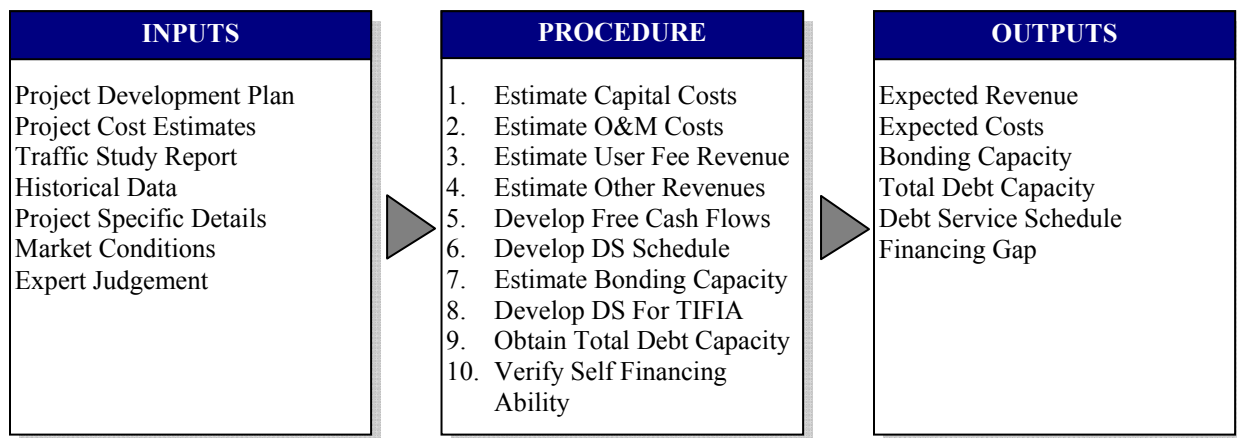 INPUTS
Project Development Plan
Project Cost Estimates
Traffic Study Report
Historical Data
Project Specific Details
Market Conditions
Expert Judgement
PROCEDURE
1. Estimate Capital Costs
2. Estimate O&M Costs
3. Estimate User Fee Revenue
4. Estimate Other Revenues
5. Develop Free Cash Flows
6. Develop DS Schedule
7. Estimate Bonding Capacity
8. Develop DS For TIFIA
9. Obtain Total Debt Capacity
10. Verify Self Financing
Ability
OUTPUTS
Expected Revenue
Expected Costs
Bonding Capacity
Total Debt Capacity
Debt Service Schedule
Financing Gap